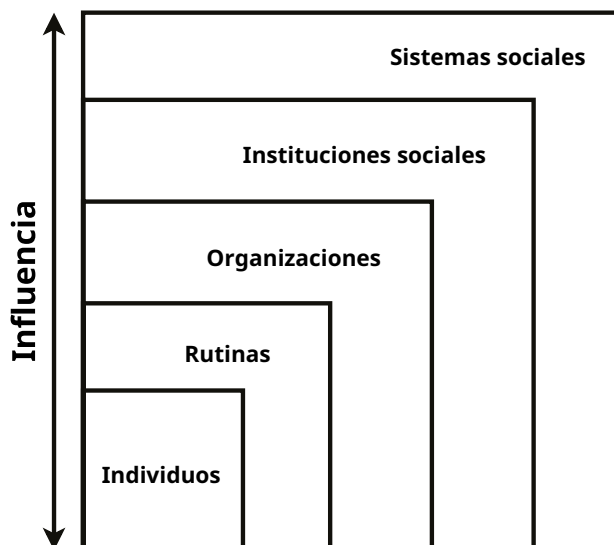 Sistemas sociales
Instituciones sociales
Organizaciones
Rutinas
Individuos
Influencia